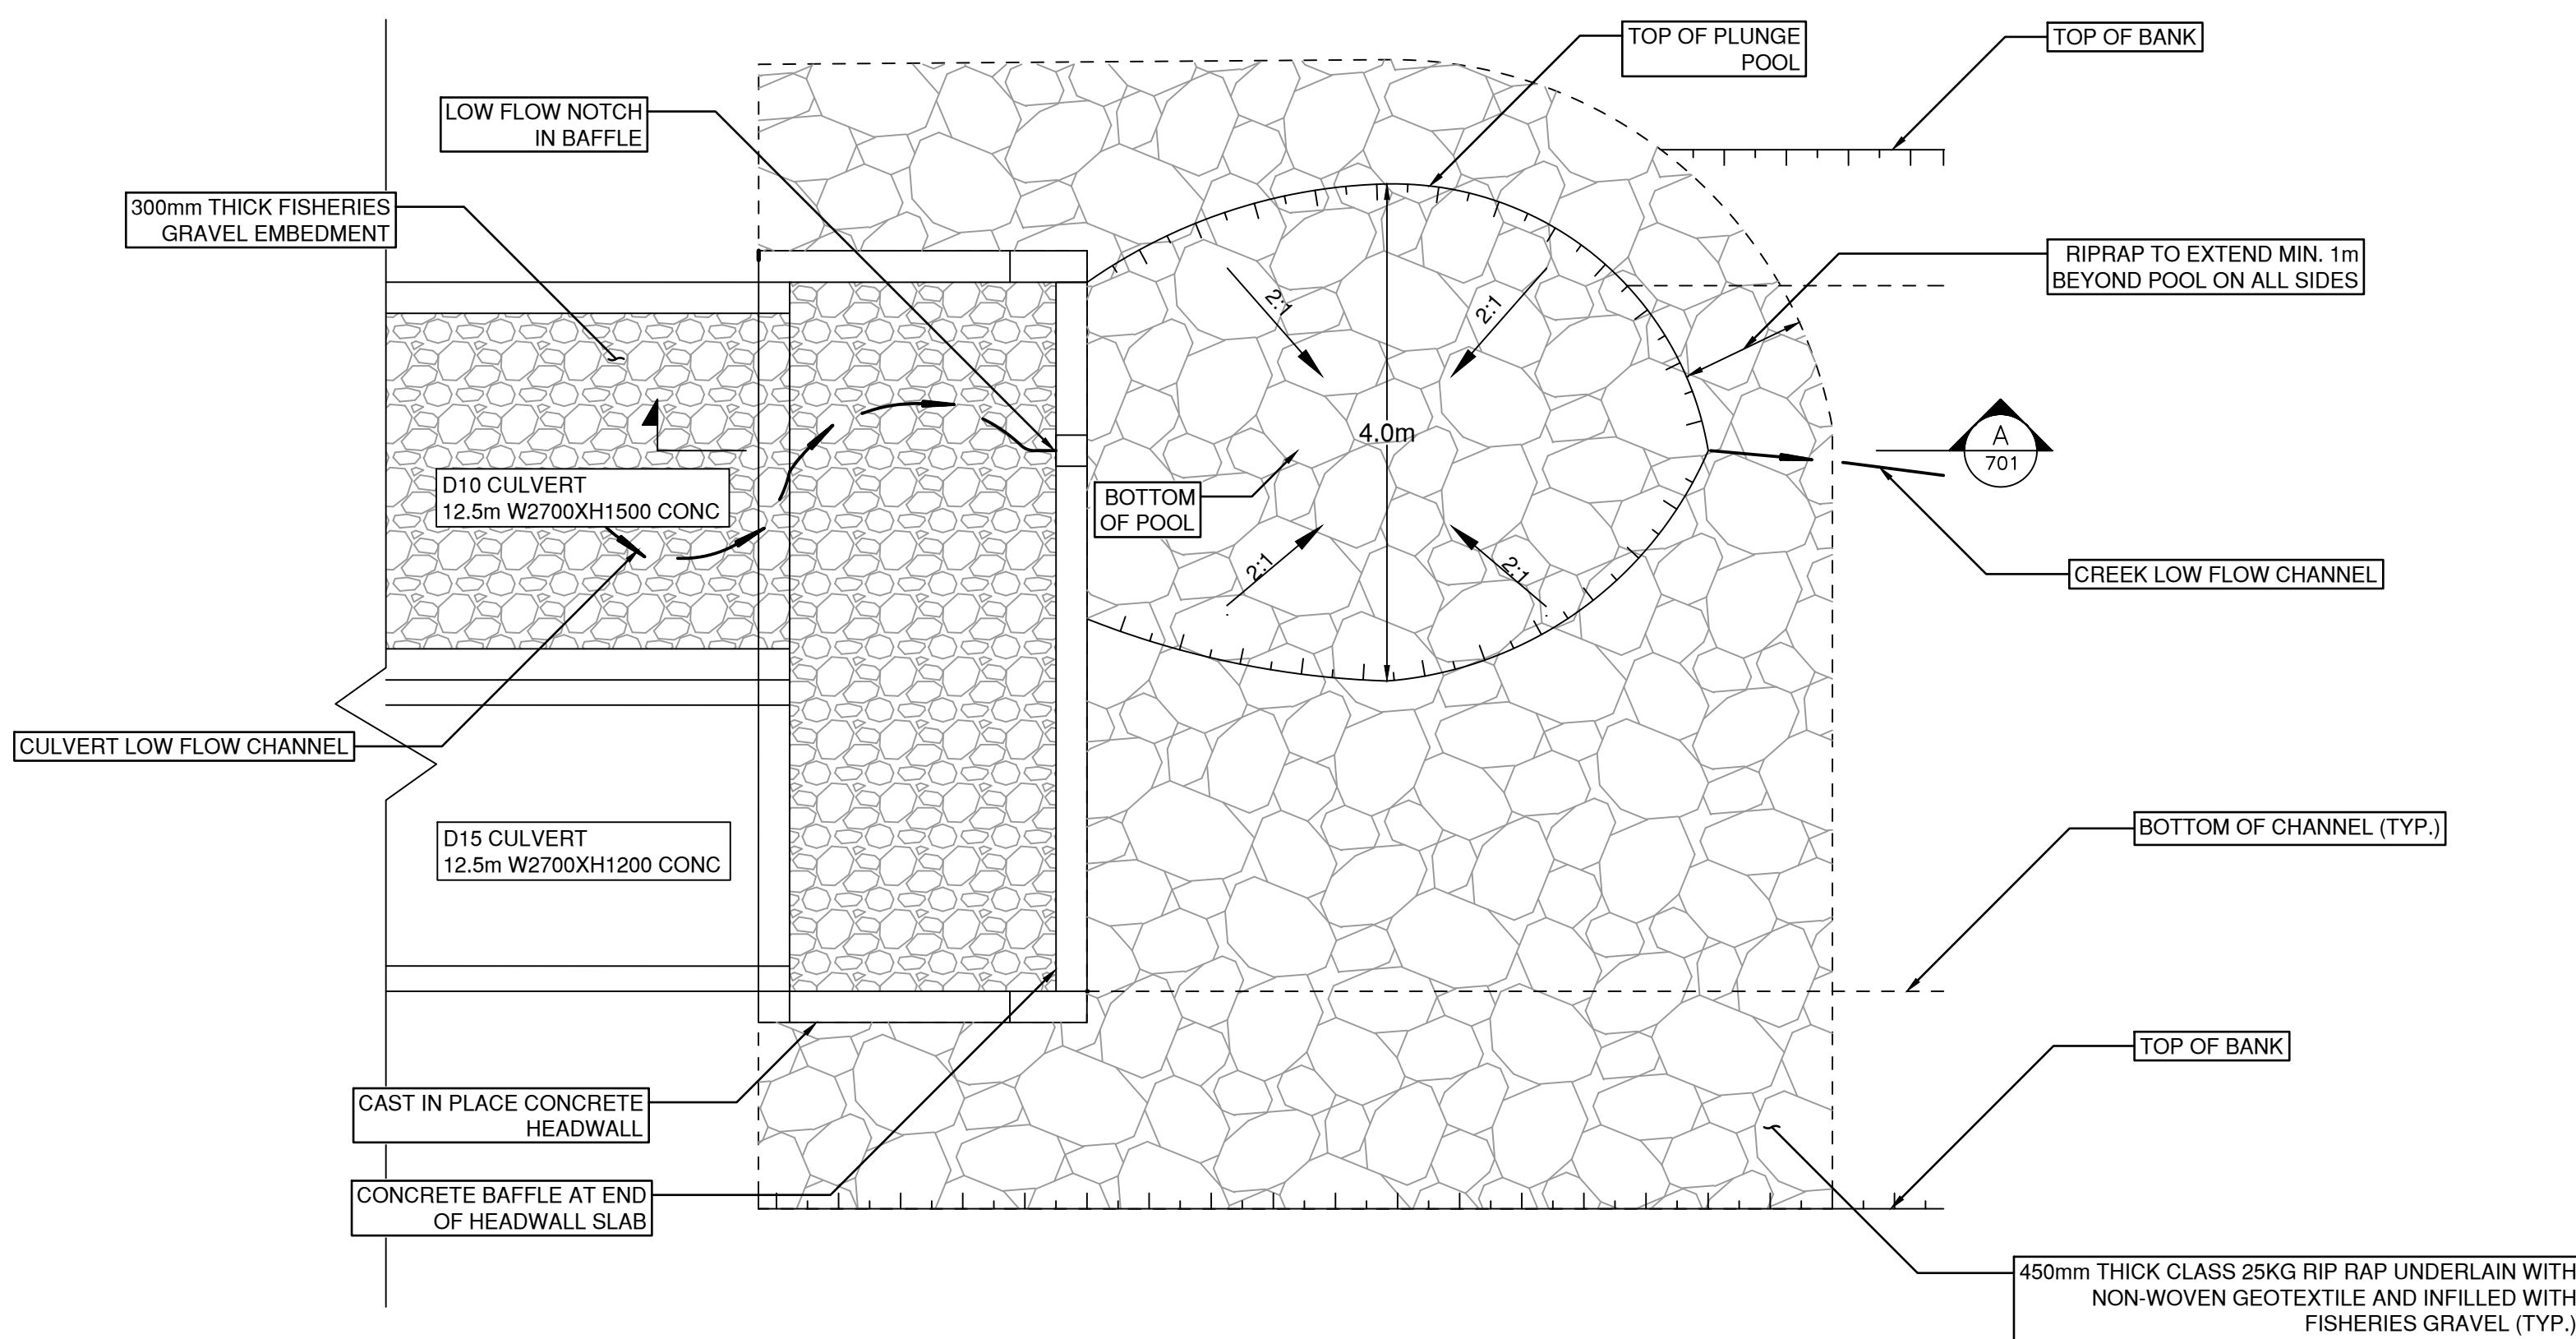 TOP OF PLUNGE
POOL
TOP OF BANK
LOW FLOW NOTCH
IN BAFFLE
300mm THICK FISHERIES
GRAVEL EMBEDMENT
RIPRAP TO EXTEND MIN. 1m
BEYOND POOL ON ALL SIDES
2:1
2:1
4.0m
A
701
D10 CULVERT
12.5m W2700XH1500 CONC
BOTTOM
OF POOL
2:1
2:1
CREEK LOW FLOW CHANNEL
CULVERT LOW FLOW CHANNEL
D15 CULVERT
12.5m W2700XH1200 CONC
BOTTOM OF CHANNEL (TYP.)
TOP OF BANK
CAST IN PLACE CONCRETE
HEADWALL
CONCRETE BAFFLE AT END
OF HEADWALL SLAB
450mm THICK CLASS 25KG RIP RAP UNDERLAIN WITH
NON-WOVEN GEOTEXTILE AND INFILLED WITH
FISHERIES GRAVEL (TYP.)